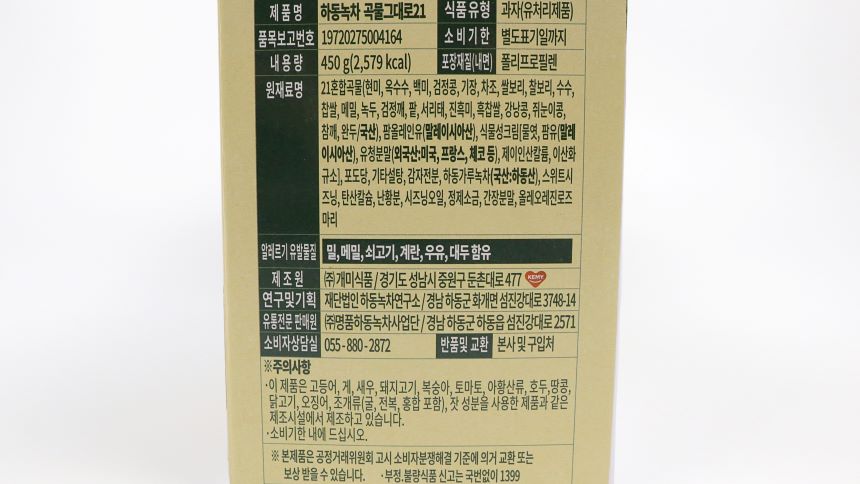 제품명 하동녹차 곡물그대로21 식품유형 과자(유처리제품)
품목보고번호 19720275004164 소비기한 별도표기일까지
내용량 450 g(2,579 kcal) 포장재질(내면) 폴리프로필렌
원재료명 21혼합곡물(현미, 옥수수, 백미, 검정콩, 기장, 차조, 쌀보리, 찰보리, 수수,
찹쌀, 메밀, 녹두, 검정깨, 팥, 서리태, 진흑미, 흑찹쌀, 강낭콩, 쥐눈이콩,
참깨, 완두/국산), 팜올레인유(말레이시아산), 식물성크림[물엿, 팜유(말레
이시아산), 유청분말(외국산:미국, 프랑스, 체코 등), 제이인산칼륨, 이산화
규소], 포도당, 기타설탕, 감자전분, 하동가루녹차(국산:하동산), 스위트시
즈닝, 탄산칼슘, 난황분, 시즈닝오일, 정제소금, 간장분말, 올레오레진로즈
마리
알레르기 유발물질 밀, 메밀, 쇠고기, 계란, 우유, 대두 함유
제조원 ㈜개미식품 / 경기도 성남시 중원구 둔촌대로 477 KEMY
연구및기획 재단법인 하동녹차연구소 / 경남 하동군 화개면 섬진강대로 3748-14
유통전문 판매원 ㈜명품하동녹차사업단 / 경남 하동군 하동읍 섬진강대로 2571
소비자상담실 055-880-2872 반품및 교환 본사 및 구입처
※주의사항
·이 제품은 고등어, 게, 새우, 돼지고기, 복숭아, 토마토, 아황산류, 호두, 땅콩,
닭고기, 오징어, 조개류(굴, 전복, 홍합 포함), 잣 성분을 사용한 제품과 같은
제조시설에서 제조하고 있습니다.
·소비기한 내에 드십시오.
※ 본제품은 공정거래위원회 고시 소비자분쟁해결 기준에 의거 교환 또는
보상 받을 수 있습니다. ·부정.불량식품 신고는 국번없이 1399